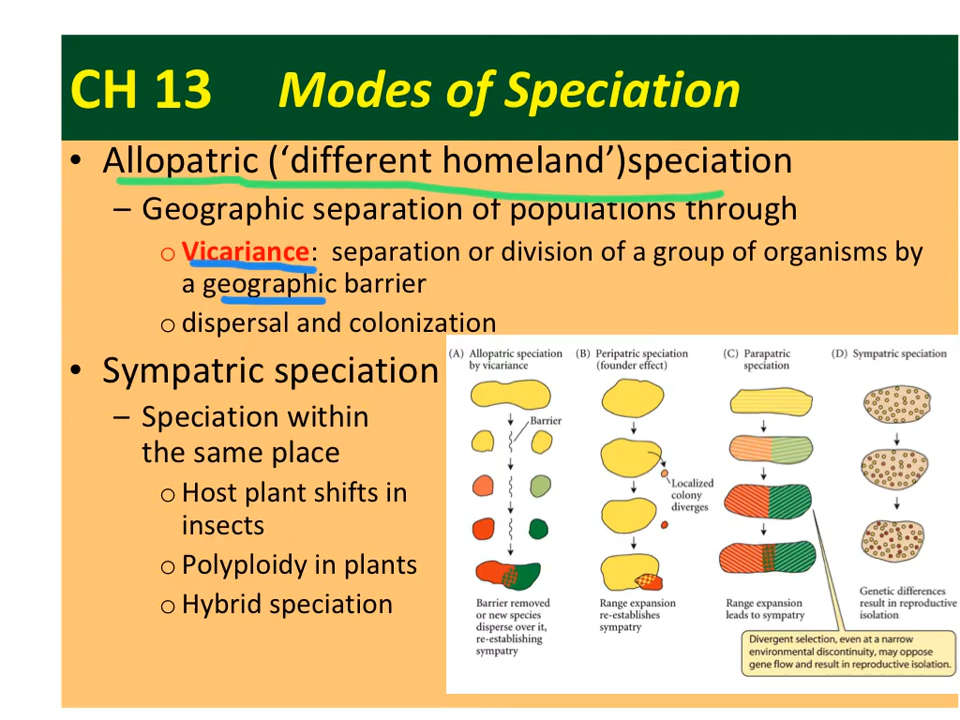 CH 13 Modes of Speciation
• Allopatric (‘different homeland’)speciation
– Geographic separation of populations through
o Vicariance: separation or division of a group of organisms by
a geographic barrier
o dispersal and colonization
• Sympatric speciation
– Speciation within
the same place
o Host plant shifts in
insects
o Polyploidy in plants
o Hybrid speciation
(A) Allopatric speciation
by vicariance
Barrier
Barrier removed
or new species
disperse over it,
re-establishing
sympatry
(B) Peripatric speciation
(founder effect)
Localized
colony
diverges
Range expansion
re-establishes
sympatry
(C) Parapatric
speciation
Range expansion
leads to sympatry
(D) Sympatric speciation
Genetic differences
result in reproductive
isolation
Divergent selection, even at a narrow
environmental discontinuity, may oppose
gene flow and result in reproductive isolation.